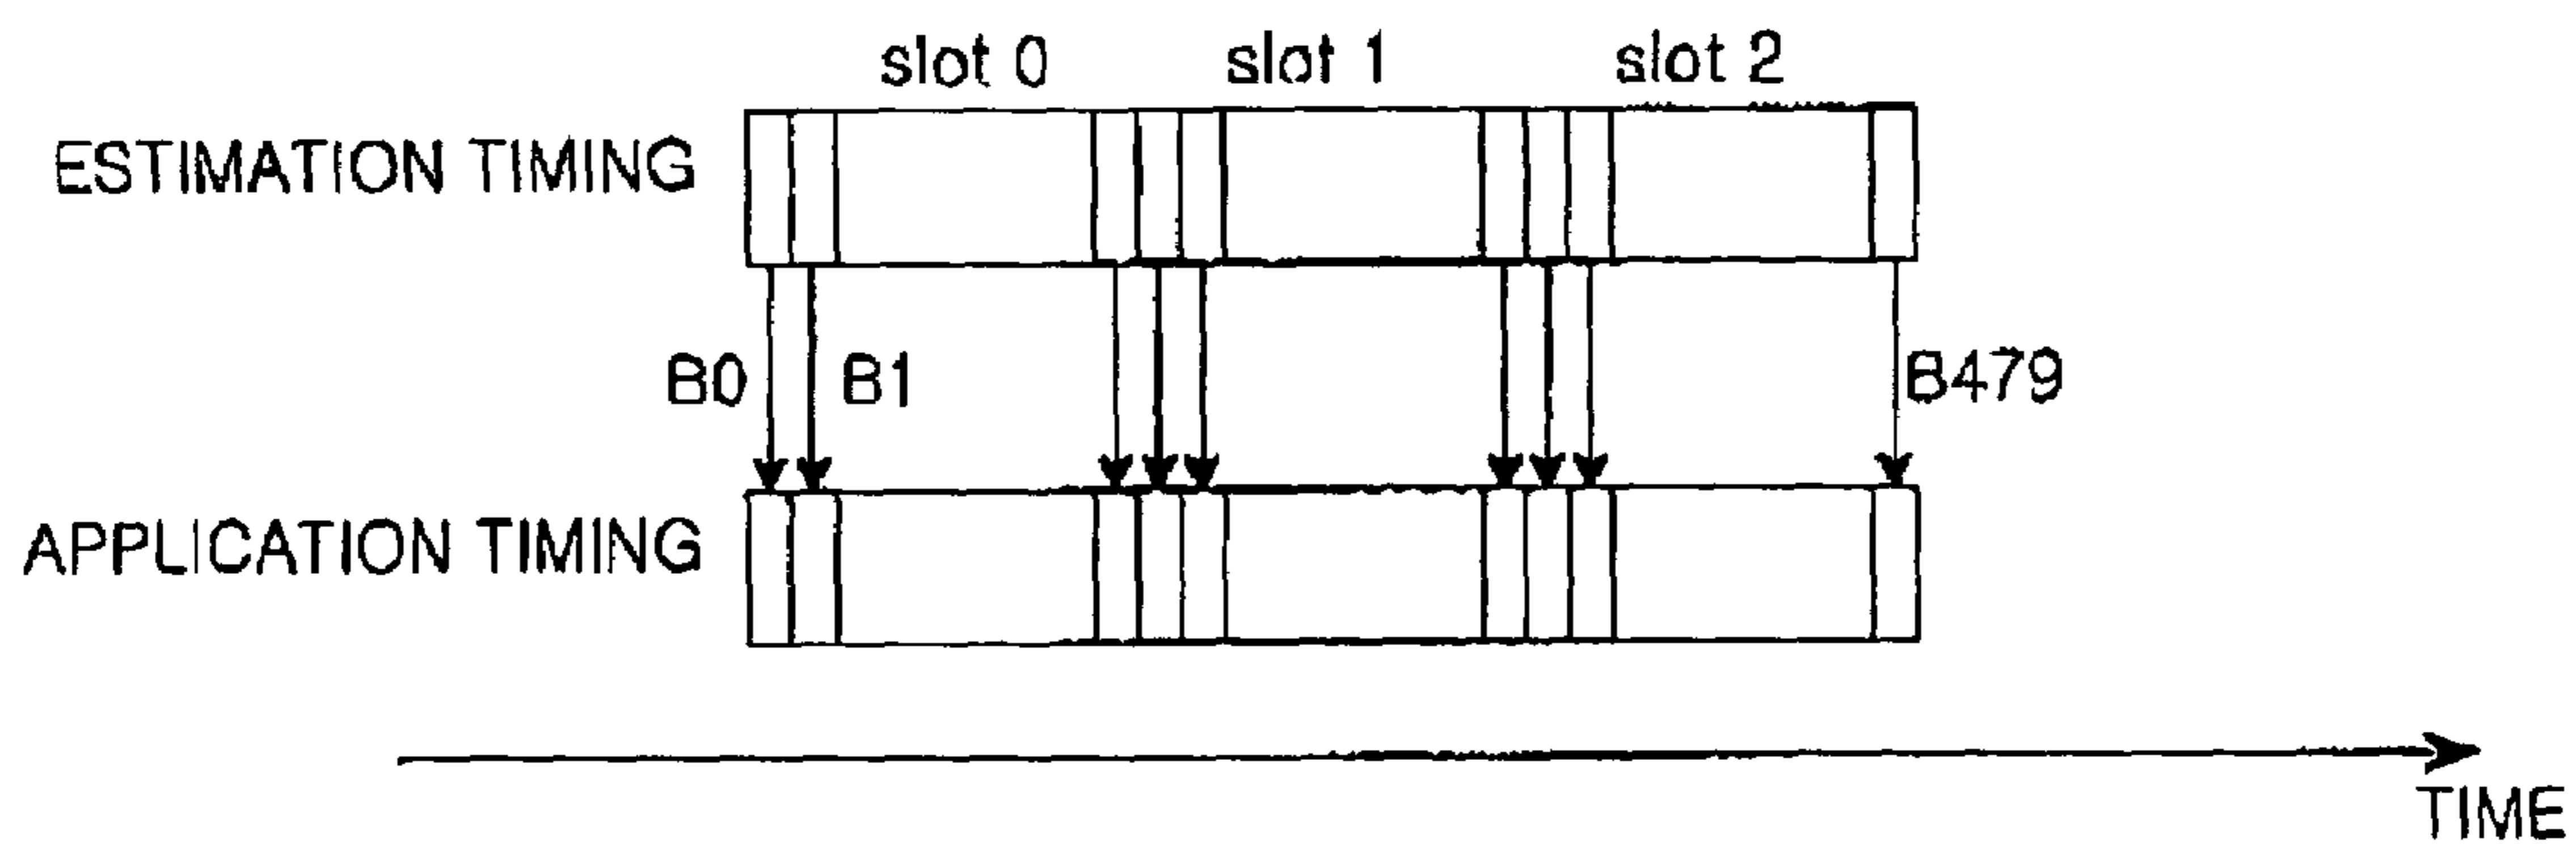 slot 0 slot 1 slot 2
ESTIMATION TIMING
B0 B1 B479
APPLICATION TIMING
TIME